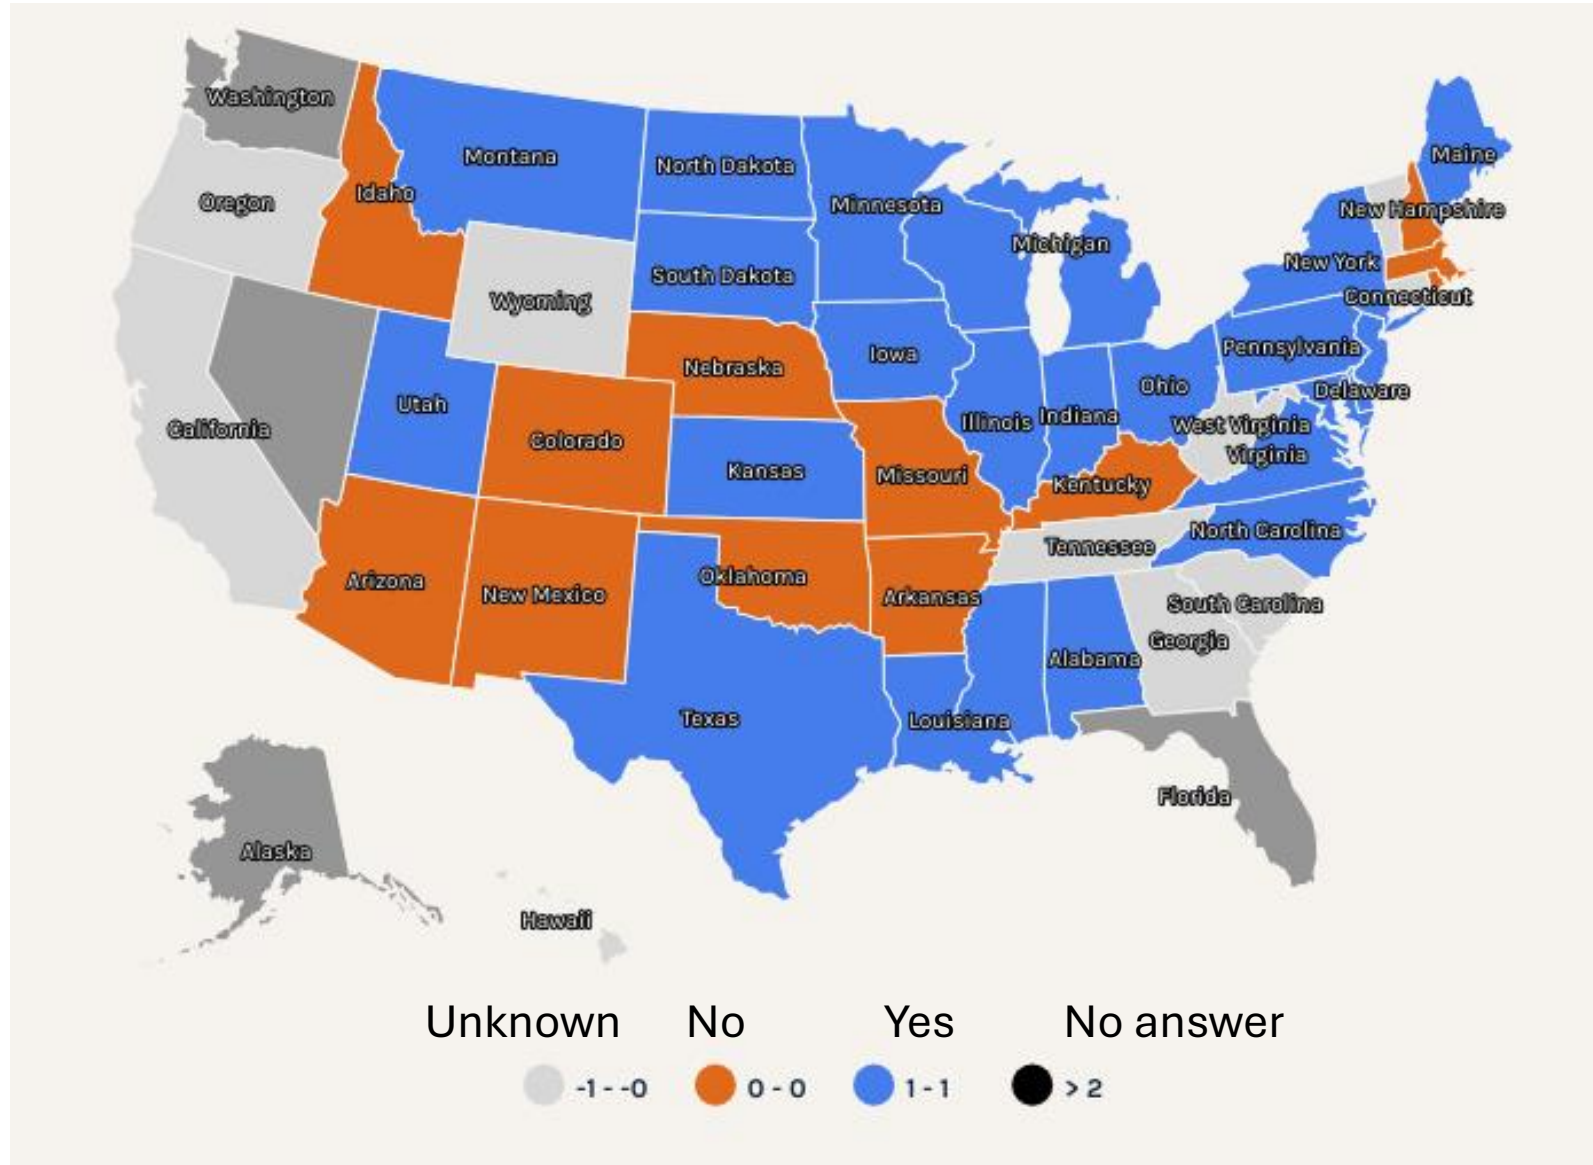 Washington
Maine
Montana
North Dakota
Idaho
Oregon
Minnesota
New Hampshire
Michigan
New York
South Dakota
Wyoming
Connecticut
Pennsylvania
Iowa
Nebraska
Ohio
Delaware
Utah
Illinois
Indiana
West Virginia
California
Colorado
Virginia
Kansas
Missouri
Kentucky
North Carolina
Tennessee
Arizona
Oklahoma
New Mexico
Arkansas
South Carolina
Georgia
Alabama
Texas
Louisiana
Florida
Alaska
Hawaii
Unknown No Yes No answer
-1 - -0 0 - 0 1 - 1 > 2